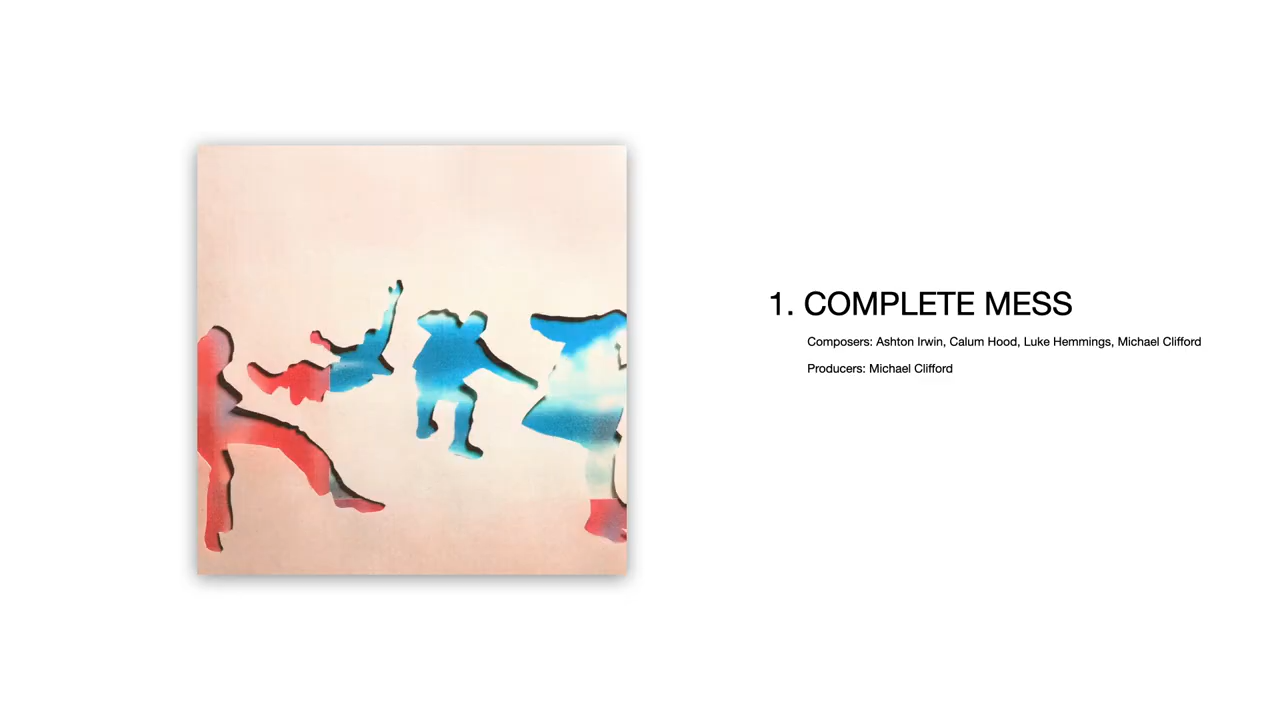 1. COMPLETE MESS
Composers: Ashton Irwin, Calum Hood, Luke Hemmings, Michael Clifford
Producers: Michael Clifford